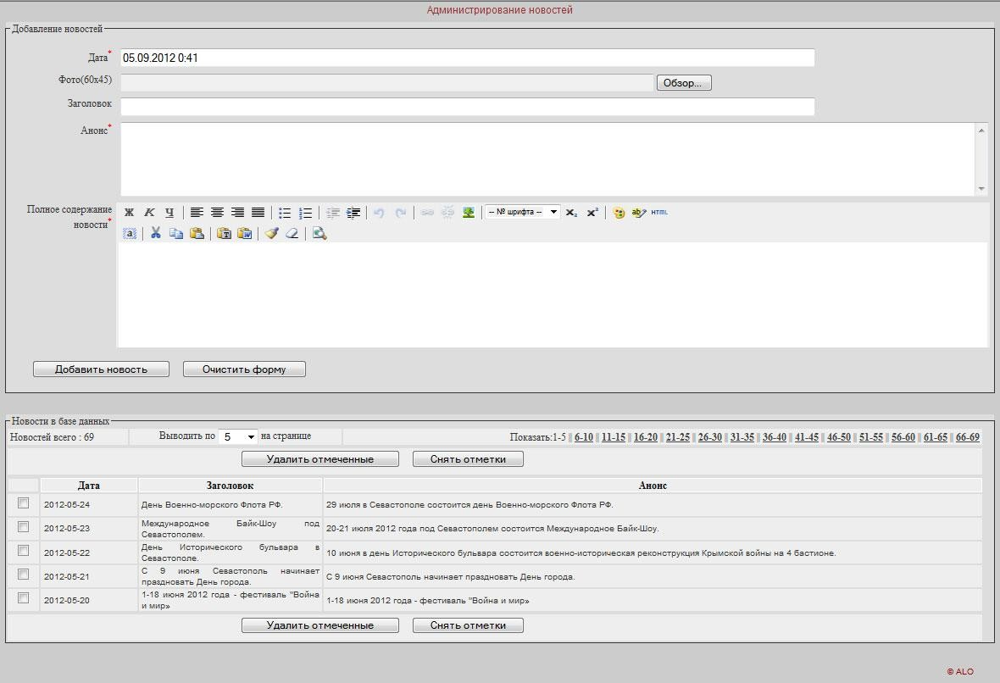 Администрирование новостей
Добавление новостей
Дата*
05.09.2012 0:41
Фото(60x45)
Обзор...
Заголовок
Анонс*
Полное содержание
новости*
Ж К Ч -- № шрифта -- x₂ x² ab HTML
a T W
Добавить новость Очистить форму
Новости в базе данных
Новостей всего : 69 Выводить по 5 на странице Показать:1-5 || 6-10 || 11-15 || 16-20 || 21-25 || 26-30 || 31-35 || 36-40 || 41-45 || 46-50 || 51-55 || 56-60 || 61-65 || 66-69
Удалить отмеченные Снять отметки
Дата Заголовок Анонс
2012-05-24 День Военно-морского Флота РФ. 29 июля в Севастополе состоится день Военно-морского Флота РФ.
Международное Байк-Шоу под
Севастополем.
2012-05-23 20-21 июля 2012 года под Севастополем состоится Международное Байк-Шоу.
День Исторического бульвара в
Севастополе.
2012-05-22 10 июня в день Исторического бульвара состоится военно-историческая реконструкция Крымской войны на 4 бастионе.
С 9 июня Севастополь начинает
праздновать День города.
2012-05-21 С 9 июня Севастополь начинает праздновать День города.
1-18 июня 2012 года - фестиваль "Война
и мир»
2012-05-20 1-18 июня 2012 года - фестиваль "Война и мир»
Удалить отмеченные Снять отметки
© ALO